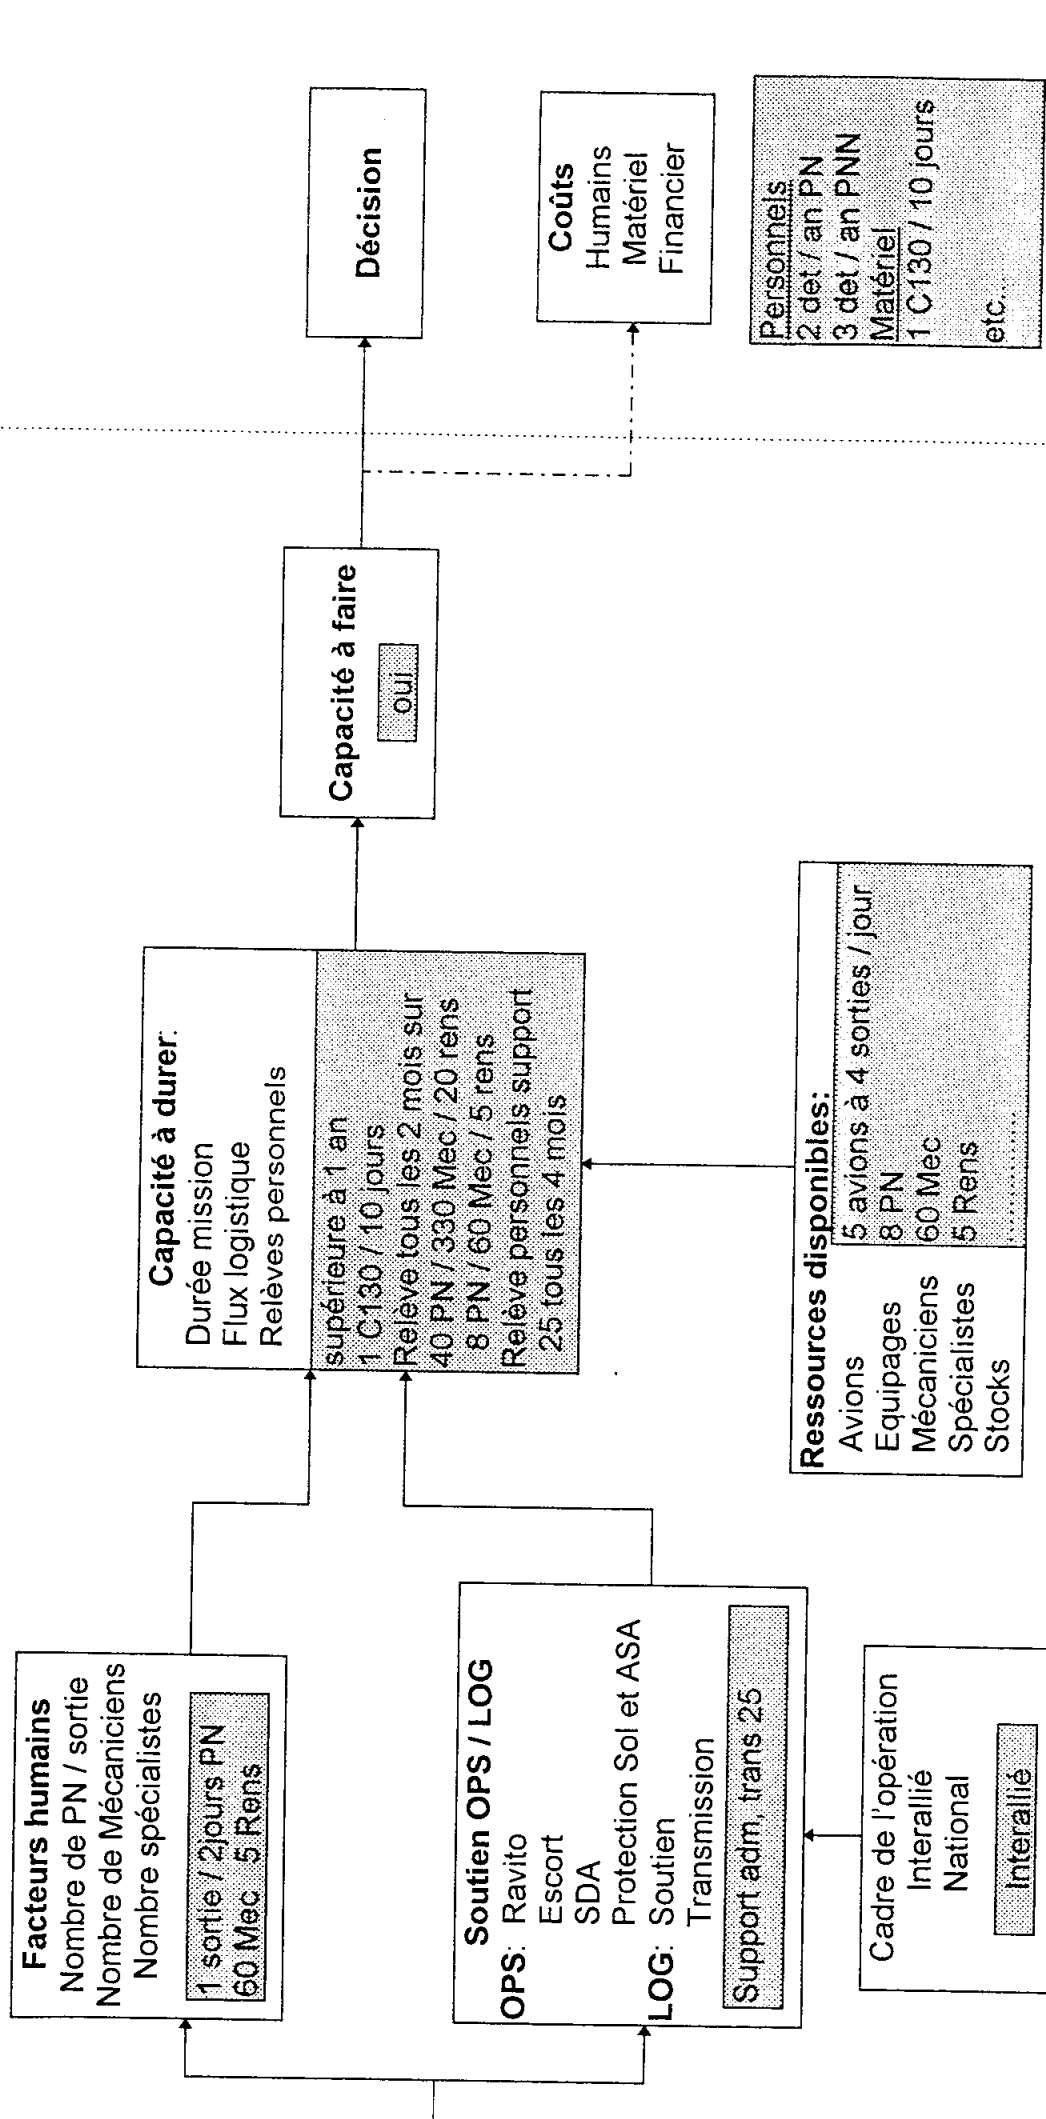 Facteurs humains
Nombre de PN / sortie
Nombre de Mécaniciens
Nombre spécialistes
1 sortie / 2jours PN
60 Mec 5 Rens
Soutien OPS / LOG
OPS: Ravito
Escort
SDA
Protection Sol et ASA
LOG: Soutien
Transmission
Support adm, trans 25
Cadre de l'opération
Interallié
National
Interallié
Capacité à durer:
Durée mission
Flux logistique
Relèves personnels
supérieure à 1 an
1 C130 / 10 jours
Relève tous les 2 mois sur
40 PN / 330 Mec / 20 rens
8 PN / 60 Mec / 5 rens
Relève personnels support
25 tous les 4 mois
Ressources disponibles:
Avions
Equipages
Mécaniciens
Spécialistes
Stocks
5 avions à 4 sorties / jour
8 PN
60 Mec
5 Rens
....................
Capacité à faire
oui
Décision
Coûts
Humains
Matériel
Financier
Personnels
2 det / an PN
3 det / an PNN
Matériel
1 C130 / 10 jours
etc...